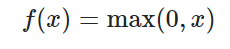 f(x) = max(0, x)